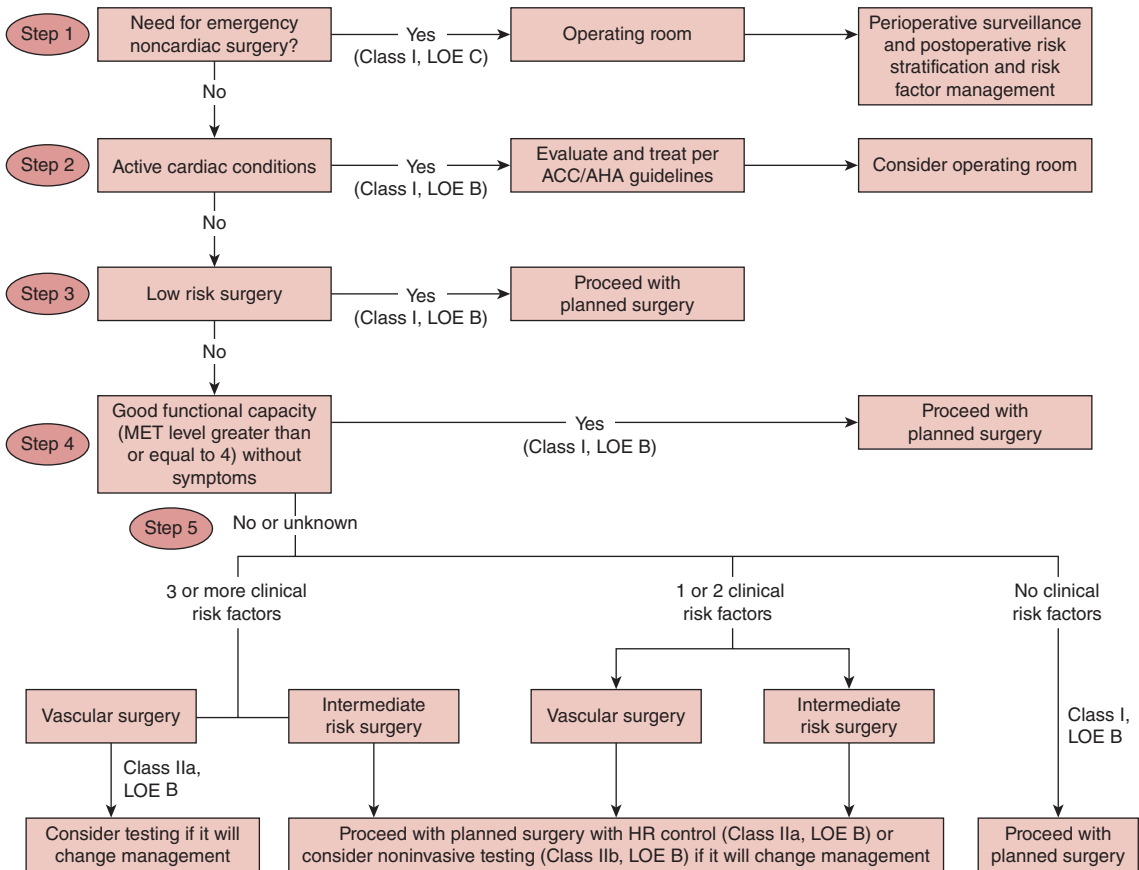 Step 1
Need for emergency
noncardiac surgery?
Yes
(Class I, LOE C)
Operating room
Perioperative surveillance
and postoperative risk
stratification and risk
factor management
No
Step 2
Active cardiac conditions
Yes
(Class I, LOE B)
Evaluate and treat per
ACC/AHA guidelines
Consider operating room
No
Step 3
Low risk surgery
Yes
(Class I, LOE B)
Proceed with
planned surgery
No
Step 4
Good functional capacity
(MET level greater than
or equal to 4) without
symptoms
Yes
(Class I, LOE B)
Proceed with
planned surgery
Step 5
No or unknown
3 or more clinical
risk factors
1 or 2 clinical
risk factors
No clinical
risk factors
Vascular surgery
Intermediate
risk surgery
Vascular surgery
Intermediate
risk surgery
Class I,
LOE B
Class IIa,
LOE B
Consider testing if it will
change management
Proceed with planned surgery with HR control (Class IIa, LOE B) or
consider noninvasive testing (Class IIb, LOE B) if it will change management
Proceed with
planned surgery